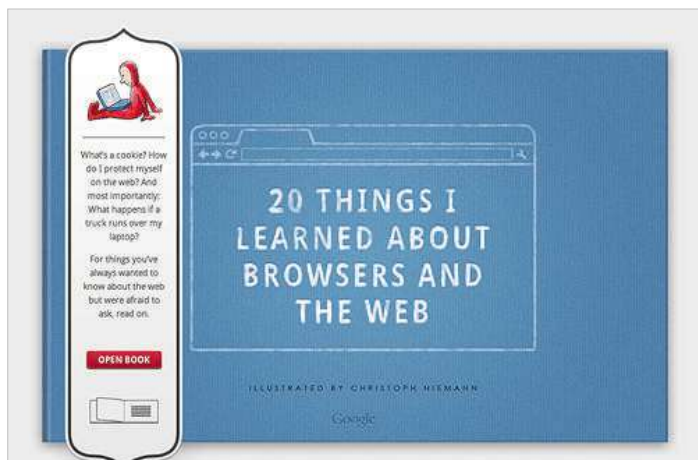 What's a cookie? How
do I protect myself
on the web? And
most importantly:
What happens if a
truck runs over my
laptop?
For things you've
always wanted to
know about the web
but were afraid to
ask, read on.
OPEN BOOK
20 THINGS I
LEARNED ABOUT
BROWSERS AND
THE WEB
ILLUSTRATED BY CHRISTOPH NIEMANN
Google